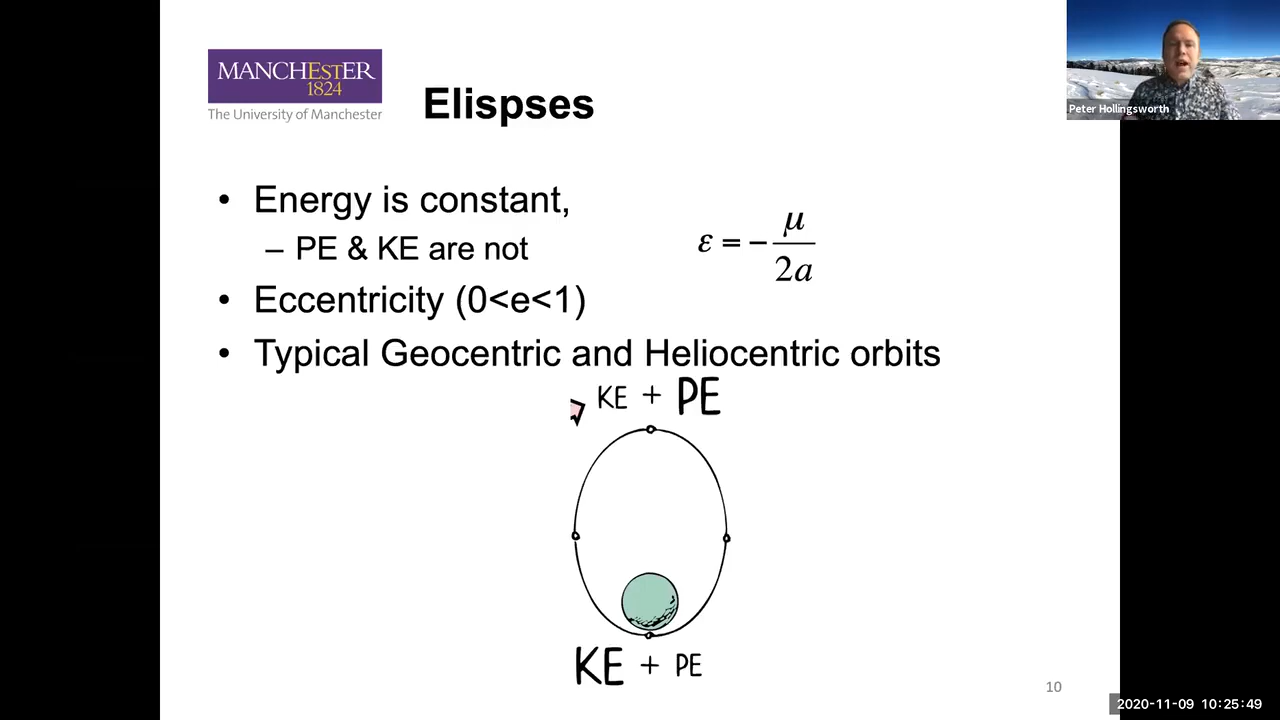 MANCHESTER
1824
The University of Manchester
Elispses
Peter Hollingsworth
• Energy is constant,
– PE & KE are not
ε = − μ / 2a
• Eccentricity (0<e<1)
• Typical Geocentric and Heliocentric orbits
KE + PE
KE + PE
10
2020-11-09 10:25:49